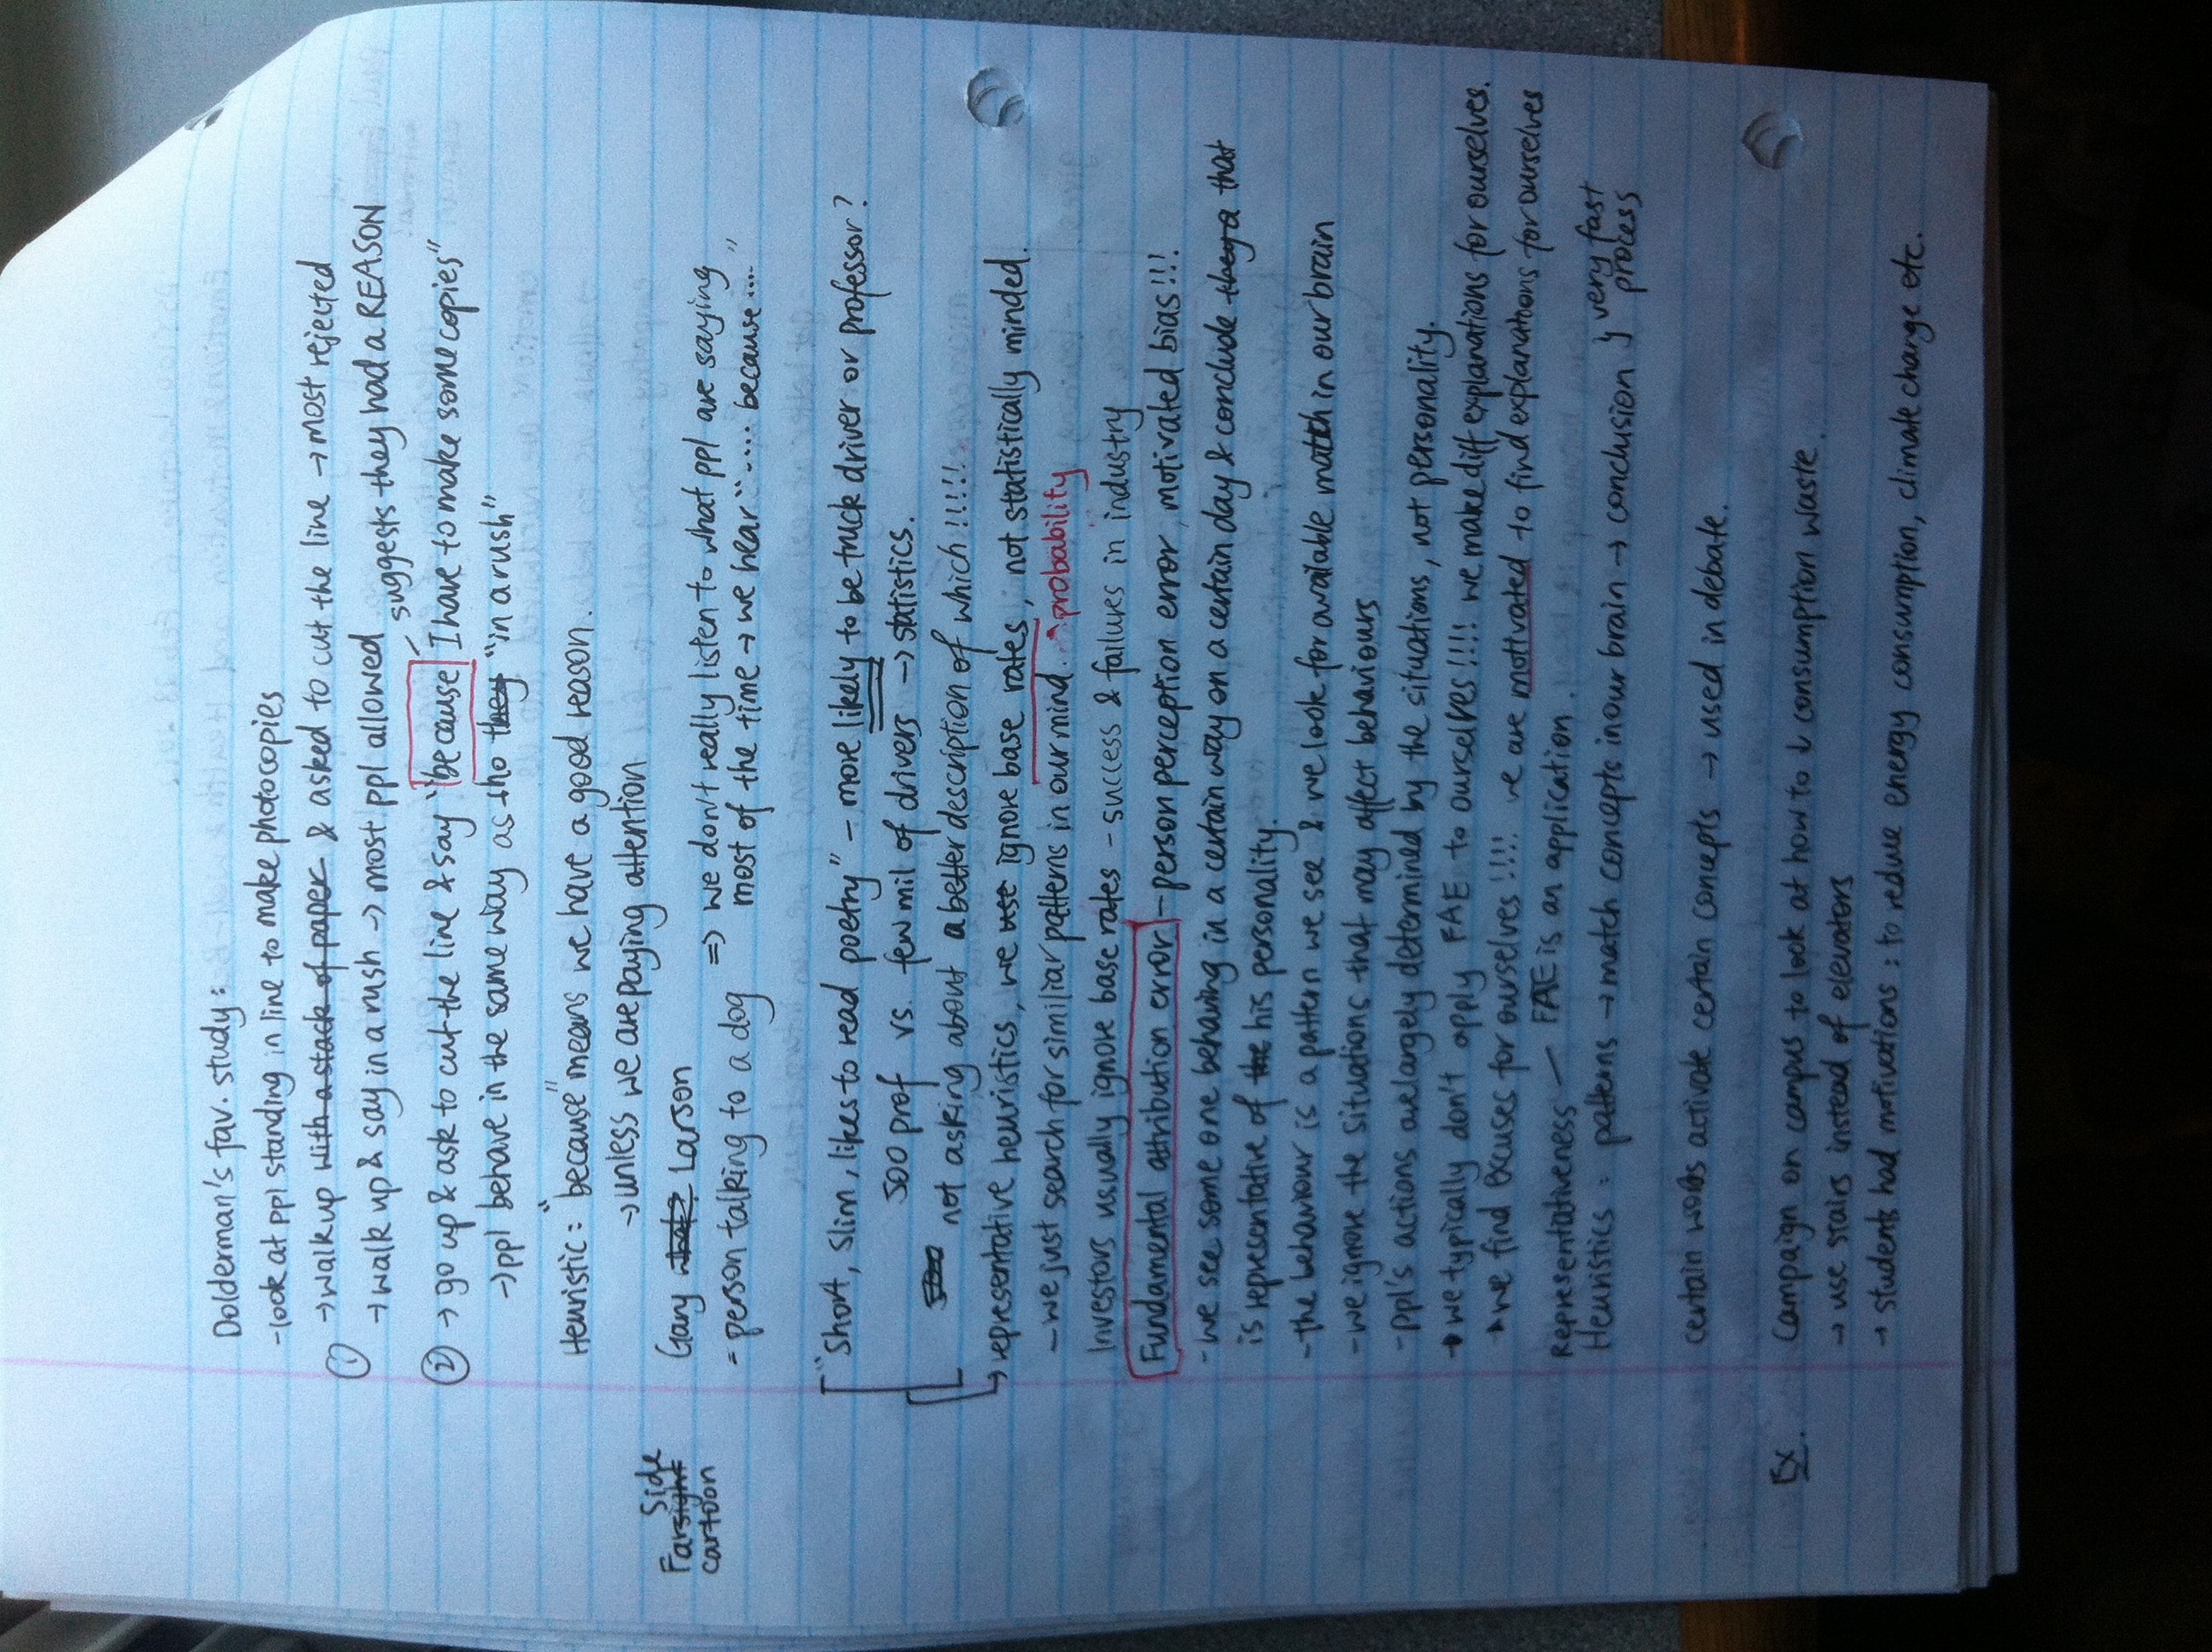 Dolderman's fav. study:
-look at ppl standing in line to make photocopies
① →walk up with a stack of paper & asked to cut the line →most rejected
→walk up & say in a rush → most ppl allowed
suggests they had a REASON
② → go up & ask to cut the line & say "because I have to make some copies"
→ppl behave in the same way as tho they "in a rush"
Heuristic: "because" means we have a good reason.
→unless we are paying attention
Far sight Side
cartoon
Gary Larson
= person talking to a dog
⇒ we don't really listen to what ppl are saying
most of the time → we hear "..... because ...."
"Short, slim, likes to read poetry" – more likely to be truck driver or professor?
500 prof vs. few mil of drivers → statistics.
not asking about a better description of which!!!!!
→representative heuristics, we use ignore base rates, not statistically minded.
– we just search for similiar patterns in our mind. ^probability
Investors usually ignore base rates – success & failures in industry
Fundamental attribution error – person perception error, motivated bias!!!
-we see some one behaving in a certain way on a certain day & conclude that
is representative of the his personality.
-the behaviour is a pattern we see & we look for available match in our brain
-we ignore the situations that may affect behaviours
-ppl's actions are largely determined by the situations, not personality.
→we typically don't apply FAE to ourselves!!!! we make diff explanations for ourselves.
→we find excuses for ourselves!!!! we are motivated to find explanations for ourselves
Representativeness — FAE is an application.
Heuristics: patterns → match concepts in our brain → conclusion } very fast
process
certain words activate certain concepts → used in debate.
Ex. Campaign on campus to look at how to ↓ consumption waste.
→ use stairs instead of elevators
→ students had motivations: to reduce energy consumption, climate change etc.